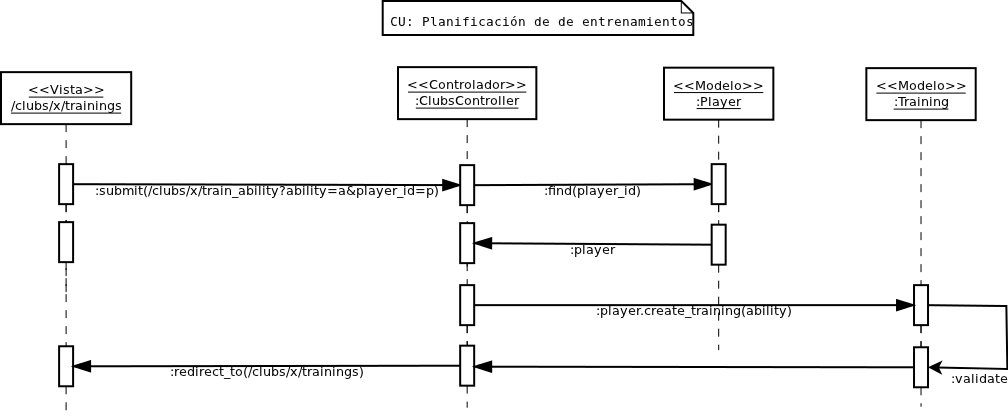 CU: Planificación de de entrenamientos
<<Vista>>
/clubs/x/trainings
<<Controlador>>
:ClubsController
<<Modelo>>
:Player
<<Modelo>>
:Training
:submit(/clubs/x/train_ability?ability=a&player_id=p)
:find(player_id)
:player
:player.create_training(ability)
:redirect_to(/clubs/x/trainings)
:validate